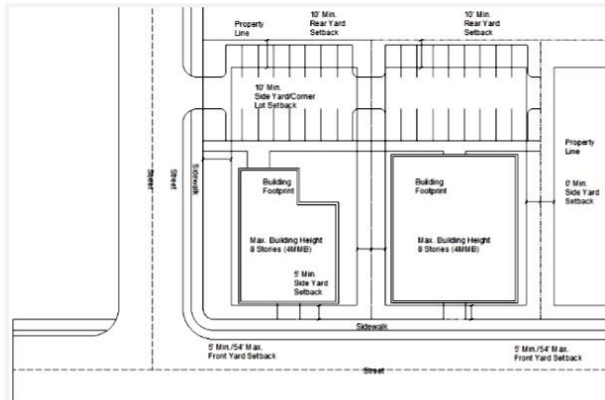 Property
Line
10' Min.
Rear Yard
Setback
10' Min.
Rear Yard
Setback
10' Min.
Side Yard/Corner
Lot Setback
Property
Line
Street
Street
Sidewalk
Building
Footprint
Building
Footprint
0' Min.
Side Yard
Setback
Max. Building Height
8 Stories (4MMB)
Max. Building Height
8 Stories (4MMB)
5' Min.
Side Yard
Setback
Sidewalk
5' Min./54' Max.
Front Yard Setback
5' Min./54' Max.
Front Yard Setback
Street